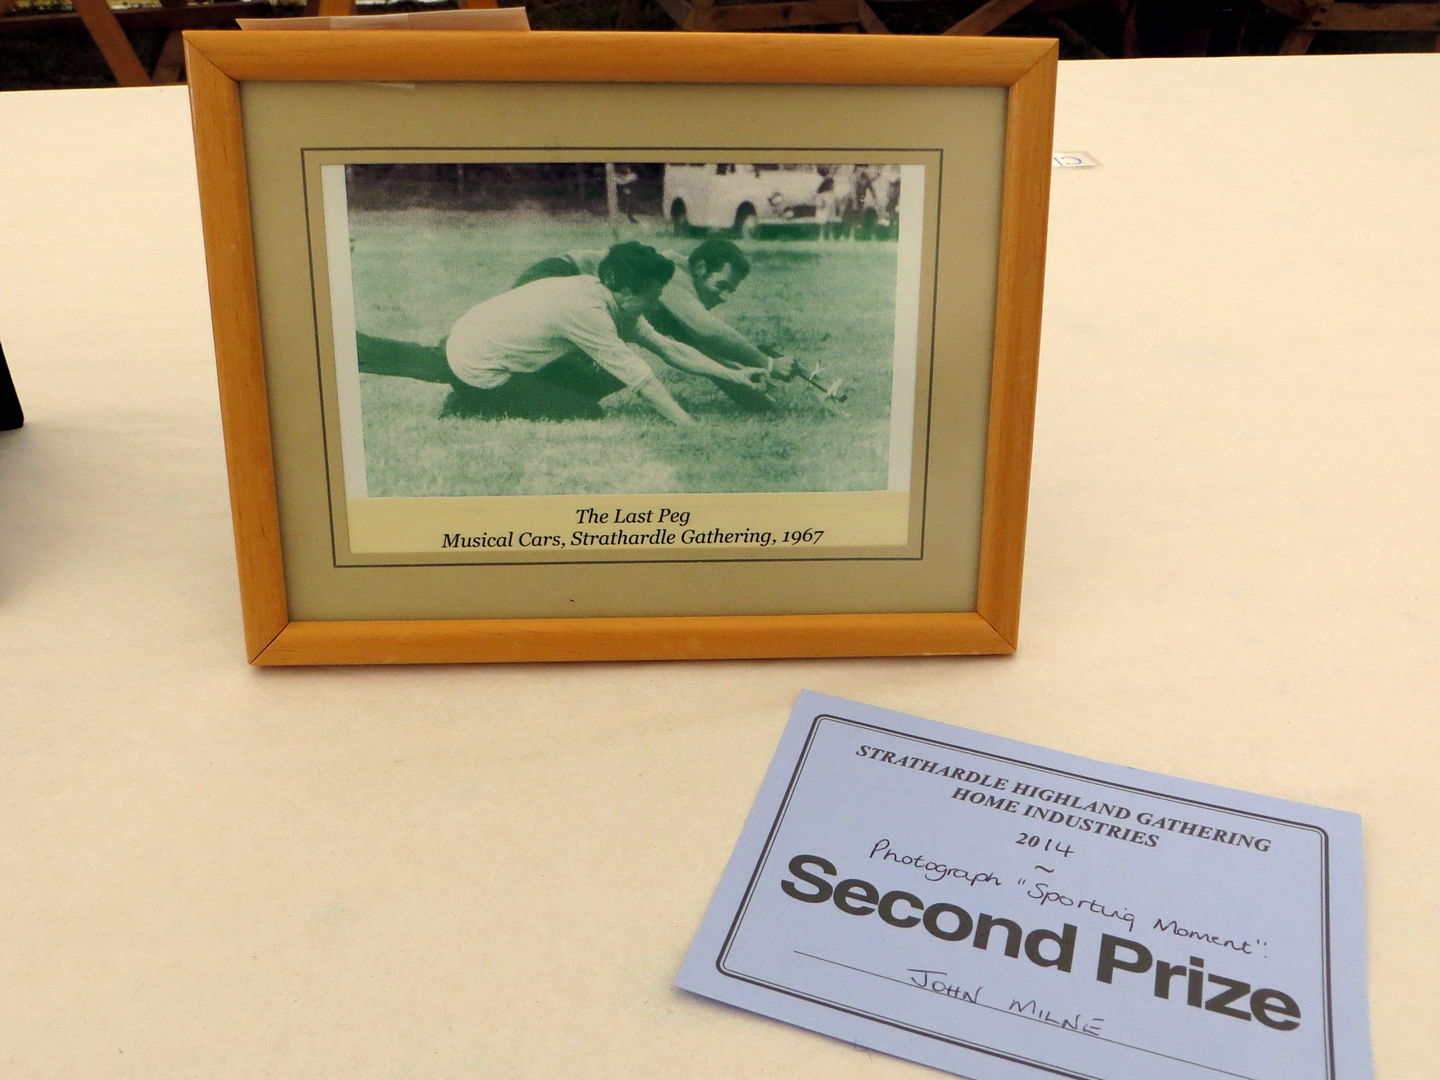 The Last Peg
Musical Cars, Strathardle Gathering, 1967
STRATHARDLE HIGHLAND GATHERING
HOME INDUSTRIES
2014
~
Photograph "Sporting Moment".
Second Prize
JOHN MILNE